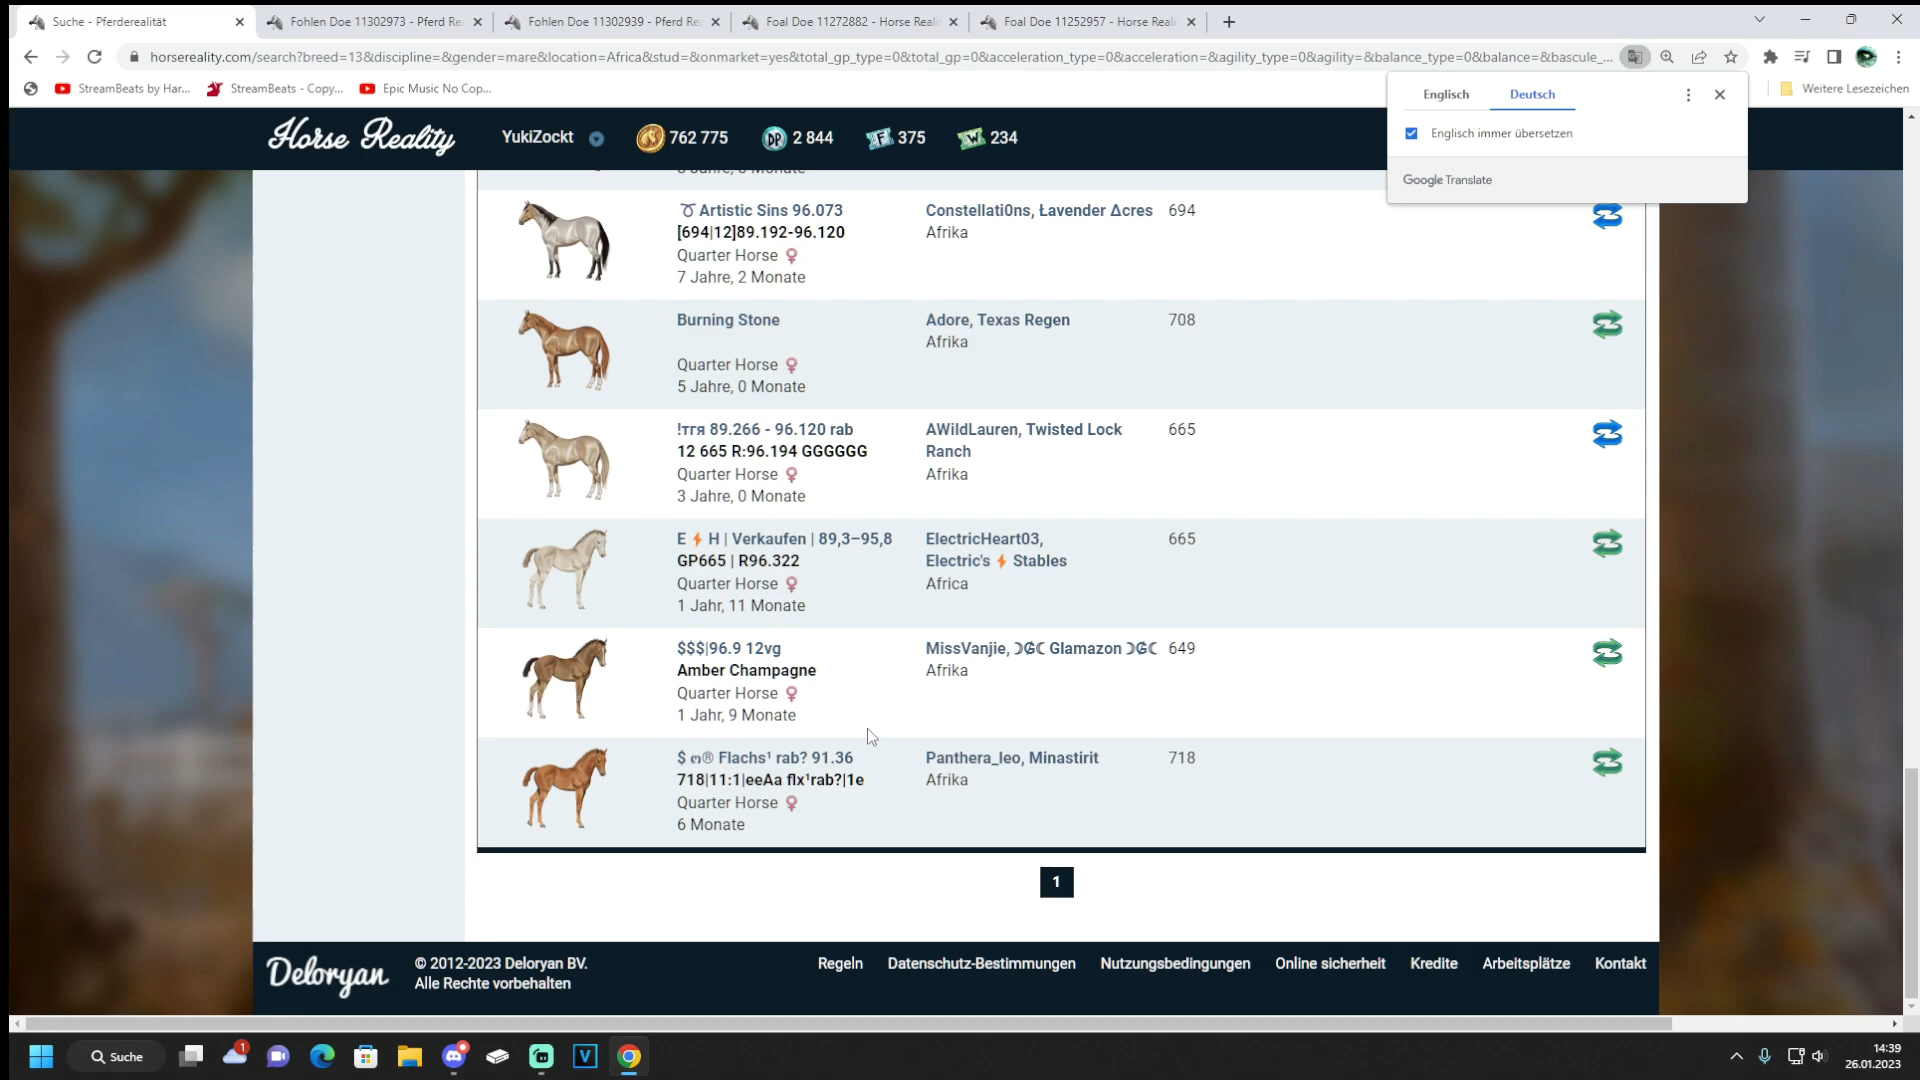 Suche - Pferderealität
Fohlen Doe 11302973 - Pferd Re
Fohlen Doe 11302939 - Pferd Re
Foal Doe 11272882 - Horse Reali
Foal Doe 11252957 - Horse Reali
horsereality.com/search?breed=13&discipline=&gender=mare&location=Africa&stud=&onmarket=yes&total_gp_type=0&total_gp=0&acceleration_type=0&acceleration=&agility_type=0&agility=&balance_type=0&balance=&bascule_...
StreamBeats by Har...
StreamBeats - Copy...
Epic Music No Cop...
Weitere Lesezeichen
Englisch
Deutsch
Englisch immer übersetzen
Google Translate
Horse Reality
YukiZockt
762 775
DP 2 844
375
234
Artistic Sins 96.073
[694|12]89.192-96.120
Quarter Horse ♀
7 Jahre, 2 Monate
Constellati0ns, Łavender Δcres
Afrika
694
Burning Stone
Quarter Horse ♀
5 Jahre, 0 Monate
Adore, Texas Regen
Afrika
708
!тгя 89.266 - 96.120 rab
12 665 R:96.194 GGGGGG
Quarter Horse ♀
3 Jahre, 0 Monate
AWildLauren, Twisted Lock
Ranch
Afrika
665
E ⚡ H | Verkaufen | 89,3–95,8
GP665 | R96.322
Quarter Horse ♀
1 Jahr, 11 Monate
ElectricHeart03,
Electric's ⚡ Stables
Africa
665
$$$|96.9 12vg
Amber Champagne
Quarter Horse ♀
1 Jahr, 9 Monate
MissVanjie, ☽₲☾ Glamazon ☽₲☾
Afrika
649
$ ๓® Flachs¹ rab? 91.36
718|11:1|eeAa flx¹rab?|1e
Quarter Horse ♀
6 Monate
Panthera_leo, Minastirit
Afrika
718
1
Deloryan
© 2012-2023 Deloryan BV.
Alle Rechte vorbehalten
Regeln
Datenschutz-Bestimmungen
Nutzungsbedingungen
Online sicherheit
Kredite
Arbeitsplätze
Kontakt
Suche
1
V
14:39
26.01.2023